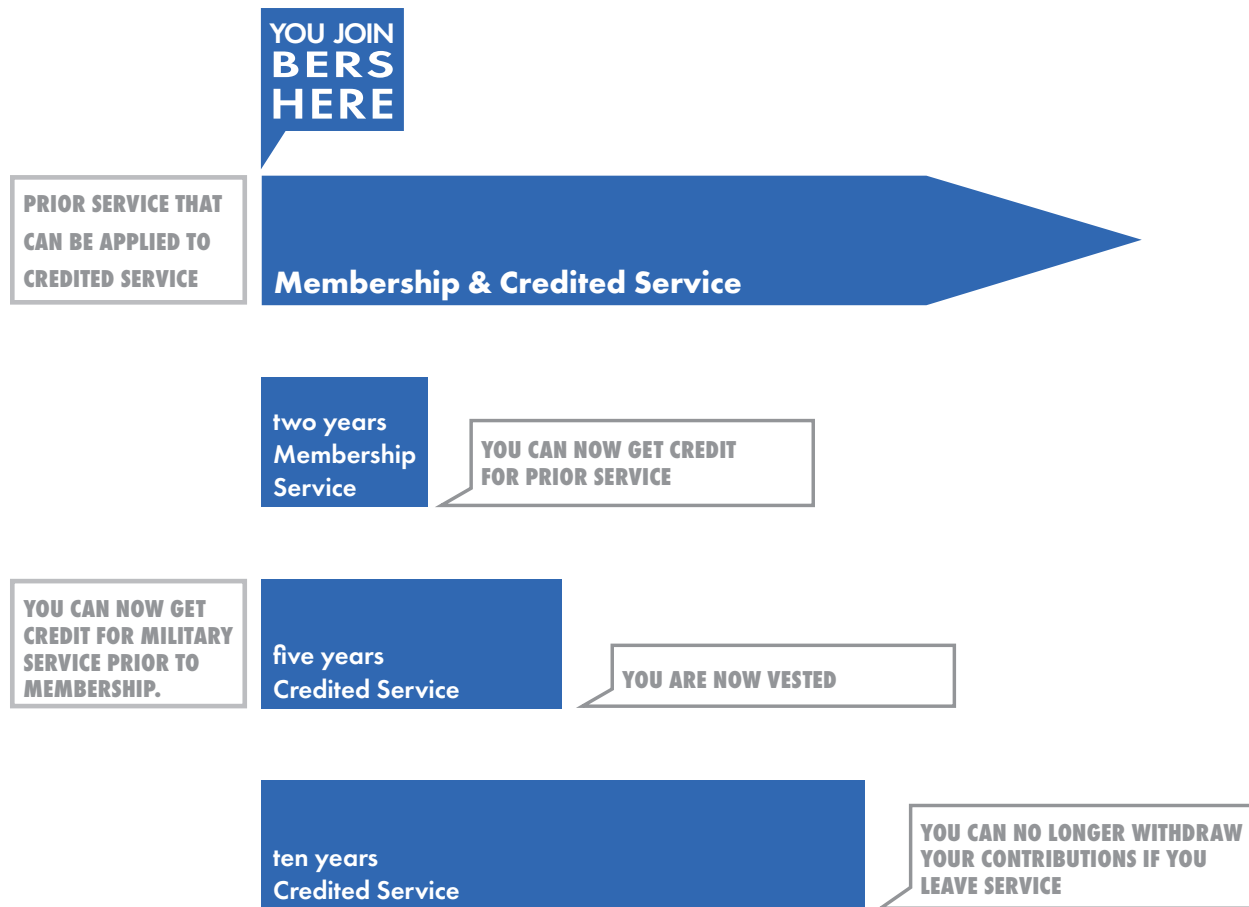 YOU JOIN
BERS
HERE
PRIOR SERVICE THAT
CAN BE APPLIED TO
CREDITED SERVICE
Membership & Credited Service
two years
Membership
Service
YOU CAN NOW GET CREDIT
FOR PRIOR SERVICE
YOU CAN NOW GET
CREDIT FOR MILITARY
SERVICE PRIOR TO
MEMBERSHIP.
five years
Credited Service
YOU ARE NOW VESTED
ten years
Credited Service
YOU CAN NO LONGER WITHDRAW
YOUR CONTRIBUTIONS IF YOU
LEAVE SERVICE